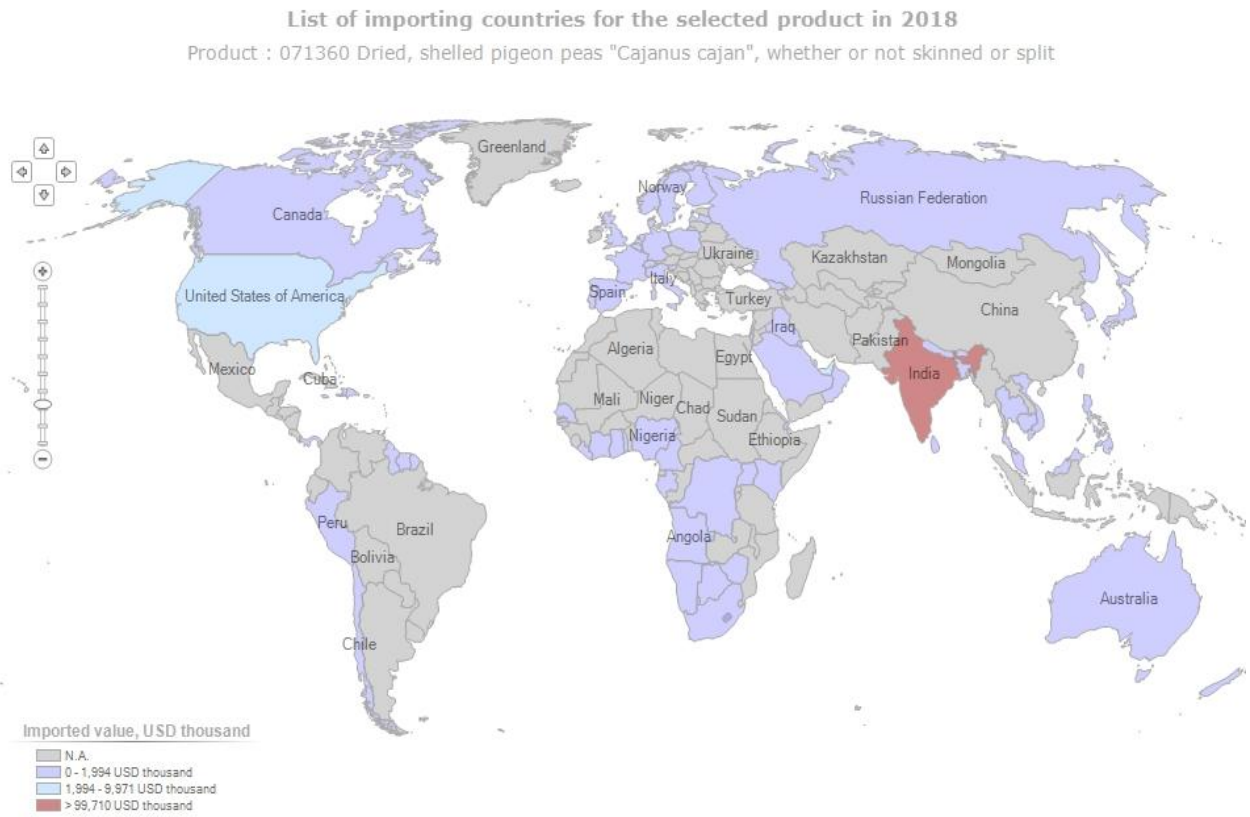 List of importing countries for the selected product in 2018
Product : 071360 Dried, shelled pigeon peas "Cajanus cajan", whether or not skinned or split
Greenland
Norway
Russian Federation
Canada
Ukraine
Kazakhstan
Mongolia
Italy
Spain
United States of America
Turkey
China
Iraq
Pakistan
Algeria
Egypt
Mexico
India
Cuba
Mali
Niger
Chad
Sudan
Nigeria
Ethiopia
Peru
Brazil
Angola
Bolivia
Australia
Chile
Imported value, USD thousand
N.A.
0 - 1,994 USD thousand
1,994 - 9,971 USD thousand
> 99,710 USD thousand